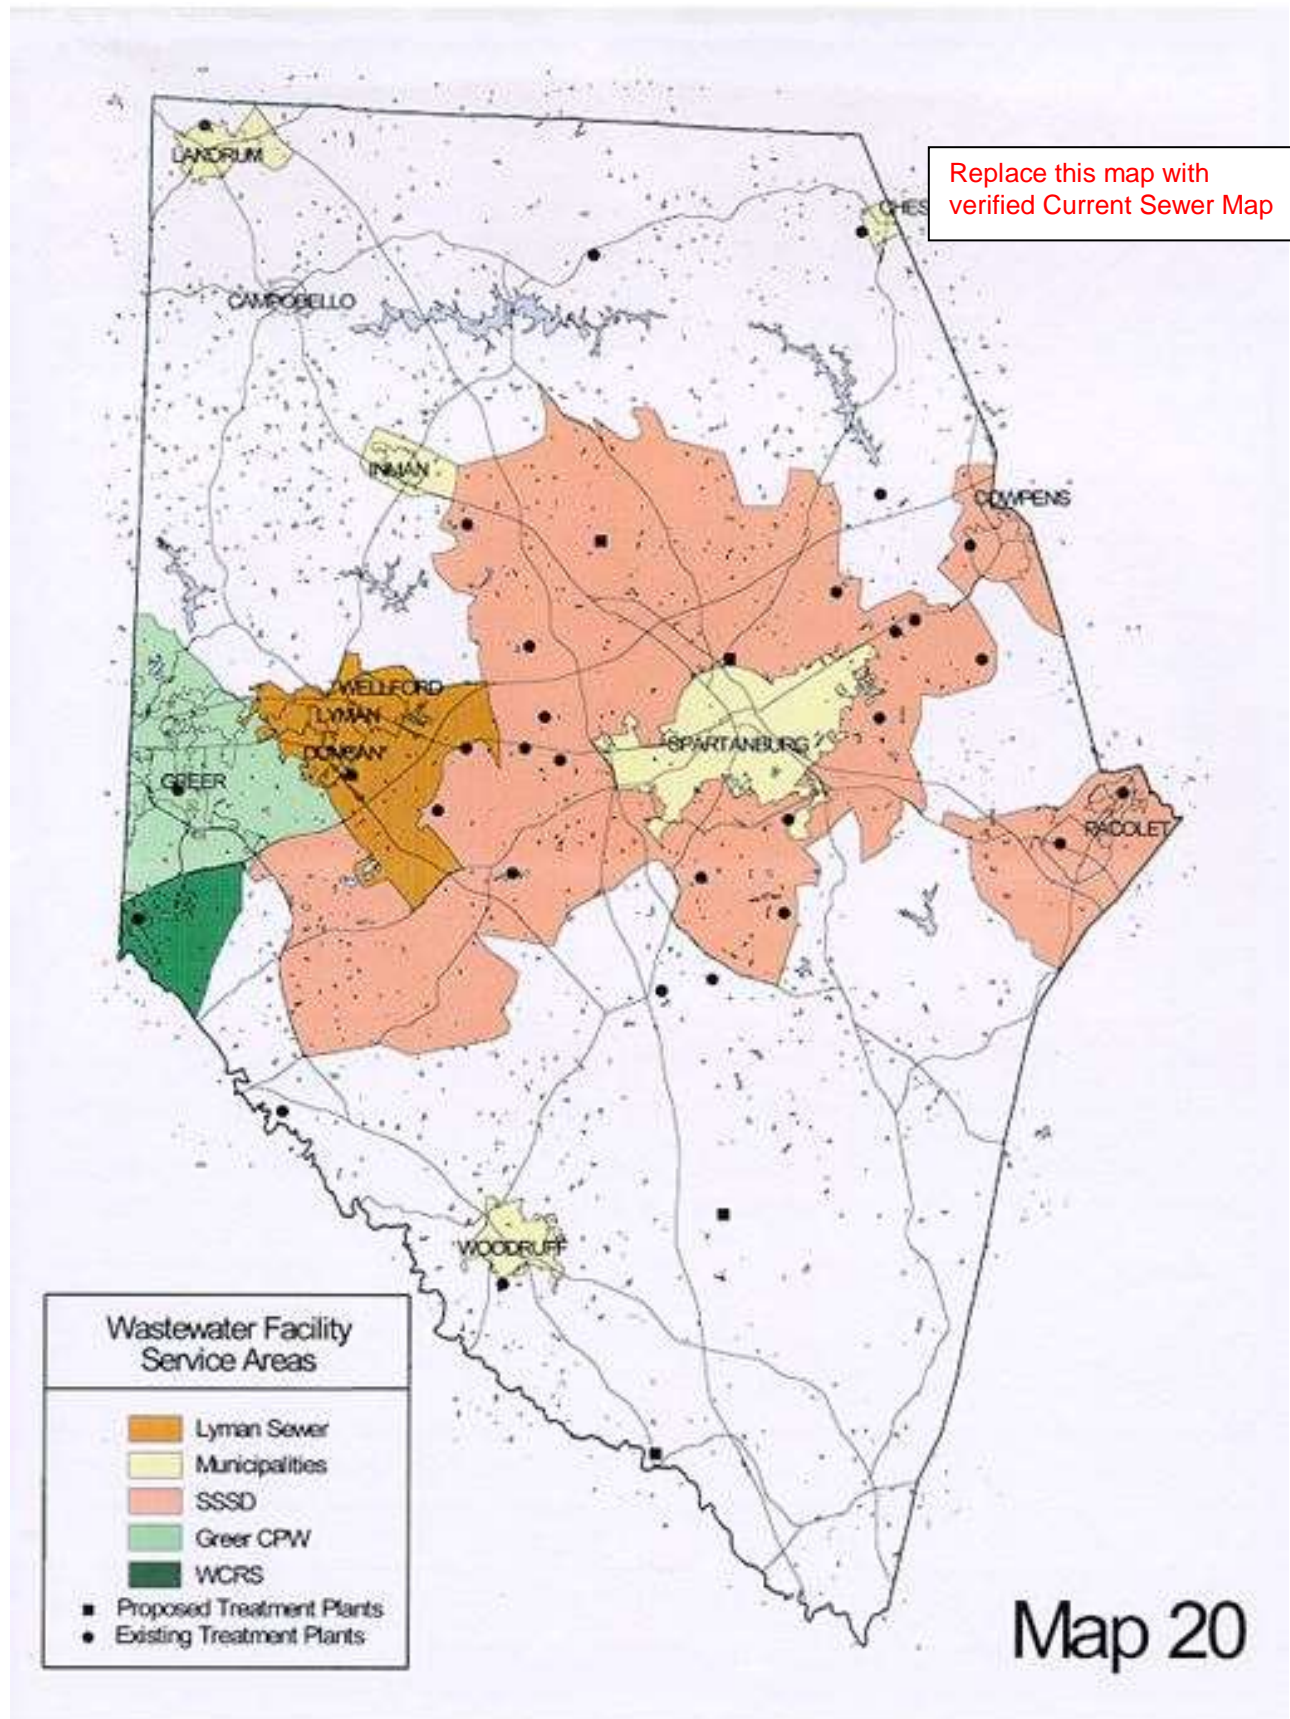 LANDRUM
Replace this map with
verified Current Sewer Map
CHES
CAMPOBELLO
INMAN
COWPENS
WELLFORD
LYMAN
SPARTANBURG
DUNCAN
GREER
PACOLET
WOODRUFF
Wastewater Facility
Service Areas
Lyman Sewer
Municipalities
SSSD
Greer CPW
WCRS
Proposed Treatment Plants
Existing Treatment Plants
Map 20